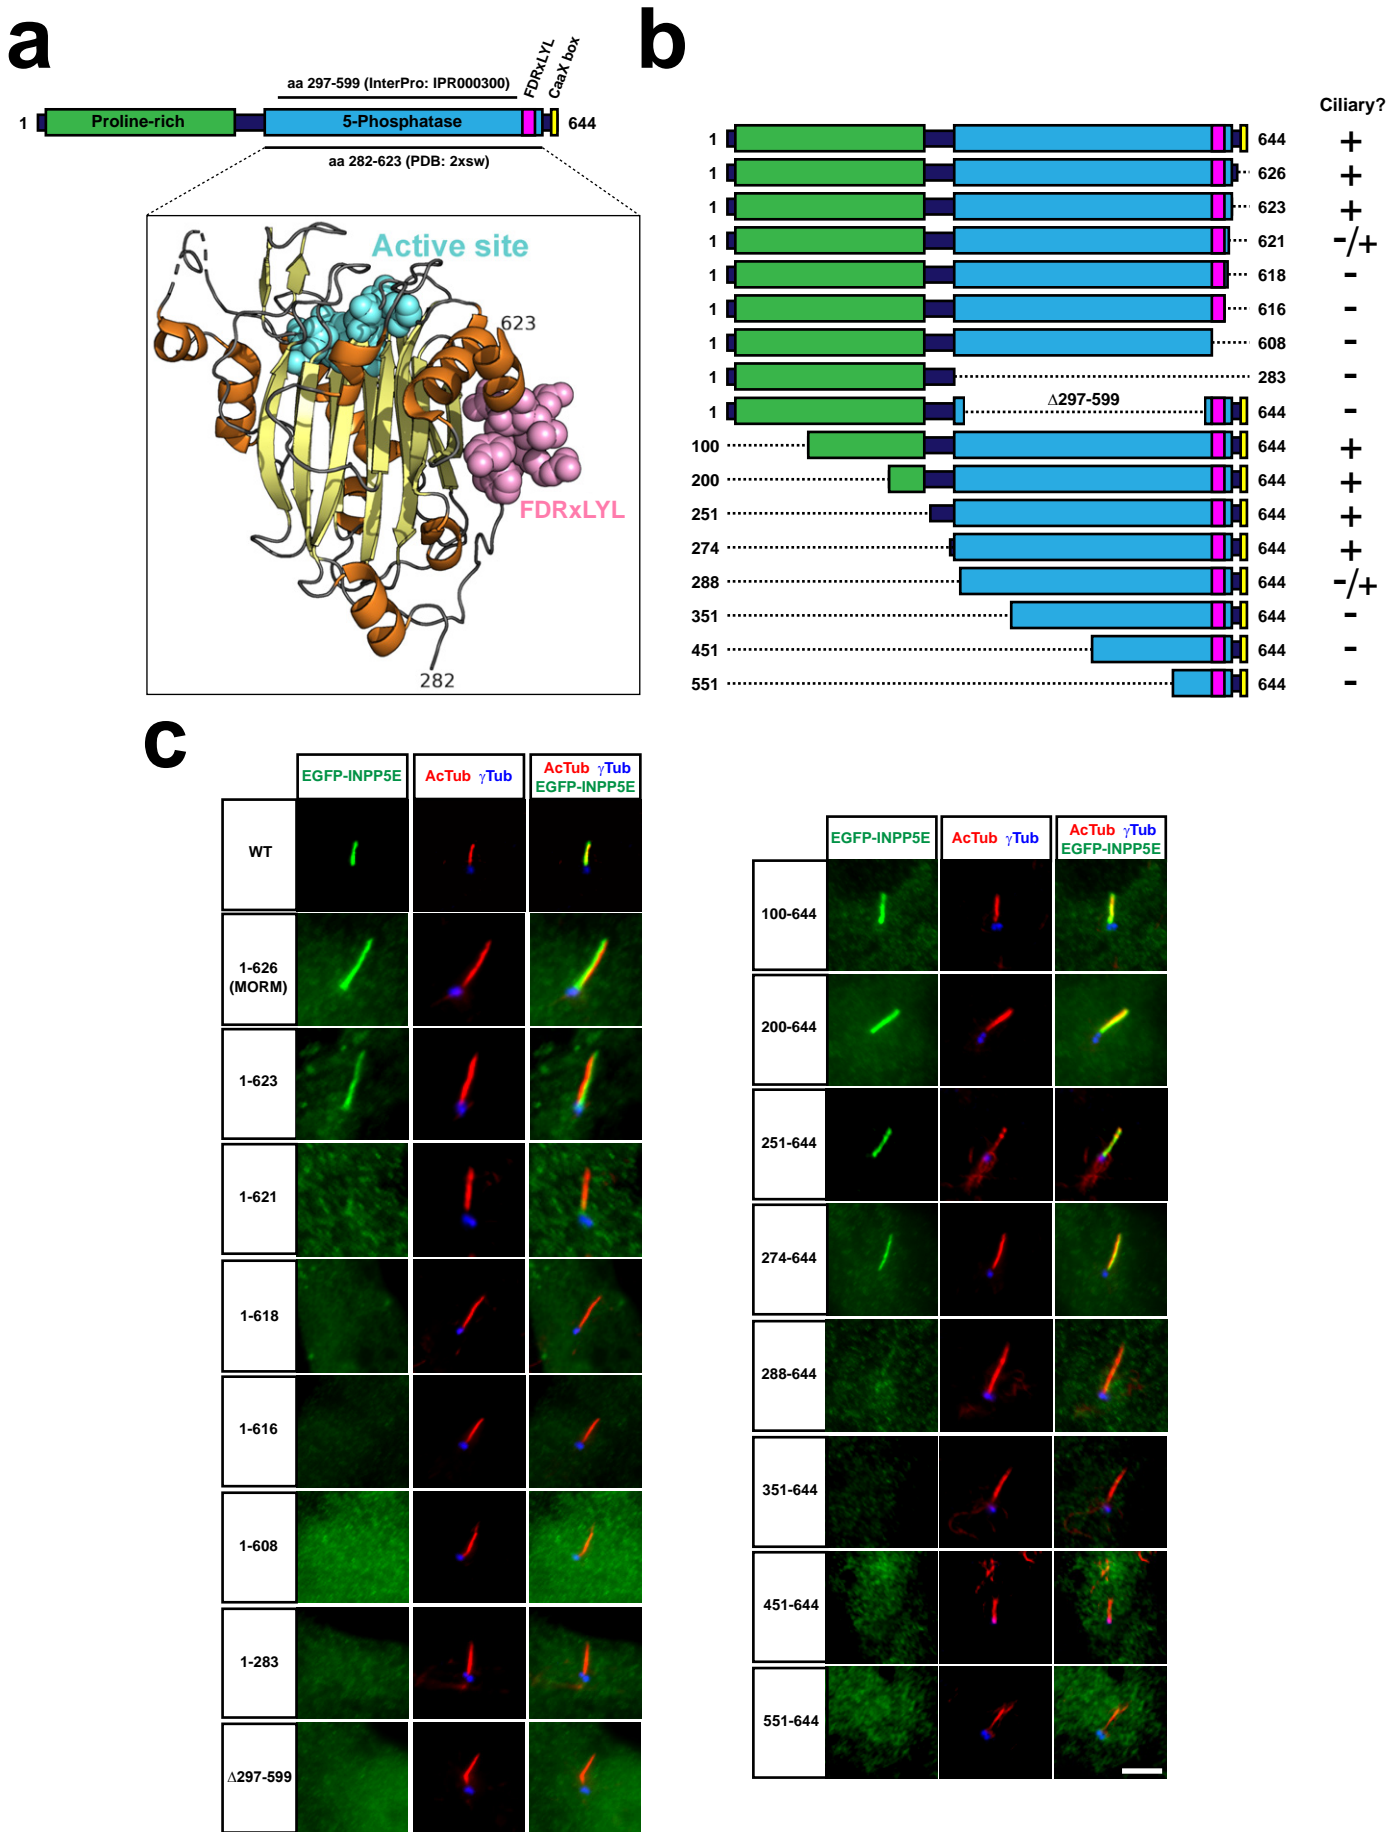 a
aa 297-599 (InterPro: IPR000300)
FDRxLYL
CaaX box
1 Proline-rich 5-Phosphatase 644
aa 282-623 (PDB: 2xsw)
Active site
623
FDRxLYL
282
b
Ciliary?
1 644 +
1 626 +
1 623 +
1 621 -/+
1 618 -
1 616 -
1 608 -
1 283 -
1 Δ297-599 644 -
100 644 +
200 644 +
251 644 +
274 644 +
288 644 -/+
351 644 -
451 644 -
551 644 -
c
EGFP-INPP5E AcTub γTub AcTub γTub
EGFP-INPP5E
WT
1-626
(MORM)
1-623
1-621
1-618
1-616
1-608
1-283
Δ297-599
EGFP-INPP5E AcTub γTub AcTub γTub
EGFP-INPP5E
100-644
200-644
251-644
274-644
288-644
351-644
451-644
551-644